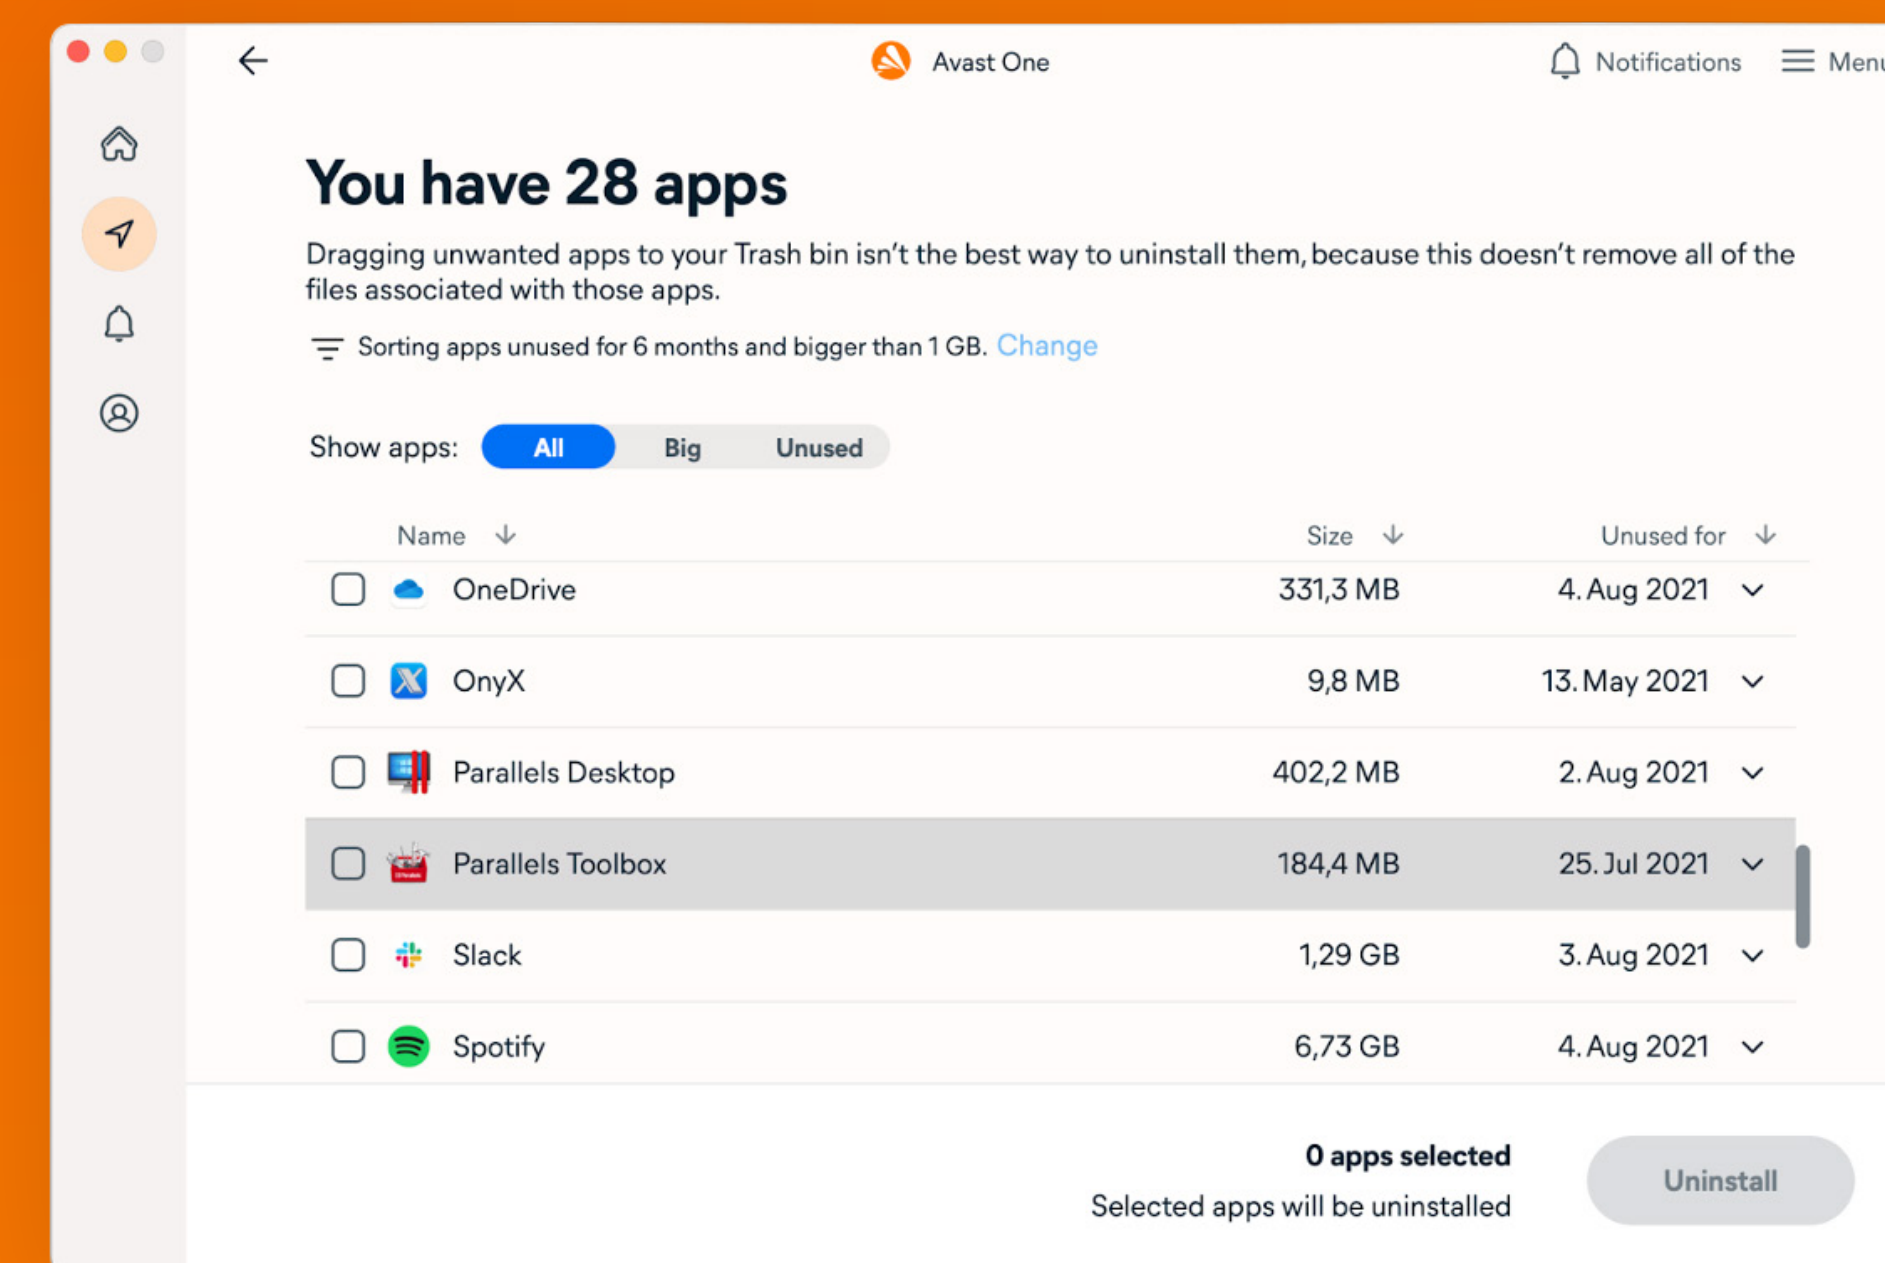 Avast One
Notifications
You have 28 apps
Dragging unwanted apps to your Trash bin isn't the best way to uninstall them, because this doesn't remove all of the
files associated with those apps.
Sorting apps unused for 6 months and bigger than 1 GB. Change
Show apps: All Big Unused
Name Size Unused for
OneDrive 331,3 MB 4. Aug 2021
OnyX 9,8 MB 13. May 2021
Parallels Desktop 402,2 MB 2. Aug 2021
Parallels Toolbox 184,4 MB 25. Jul 2021
Slack 1,29 GB 3. Aug 2021
Spotify 6,73 GB 4. Aug 2021
0 apps selected
Selected apps will be uninstalled
Uninstall